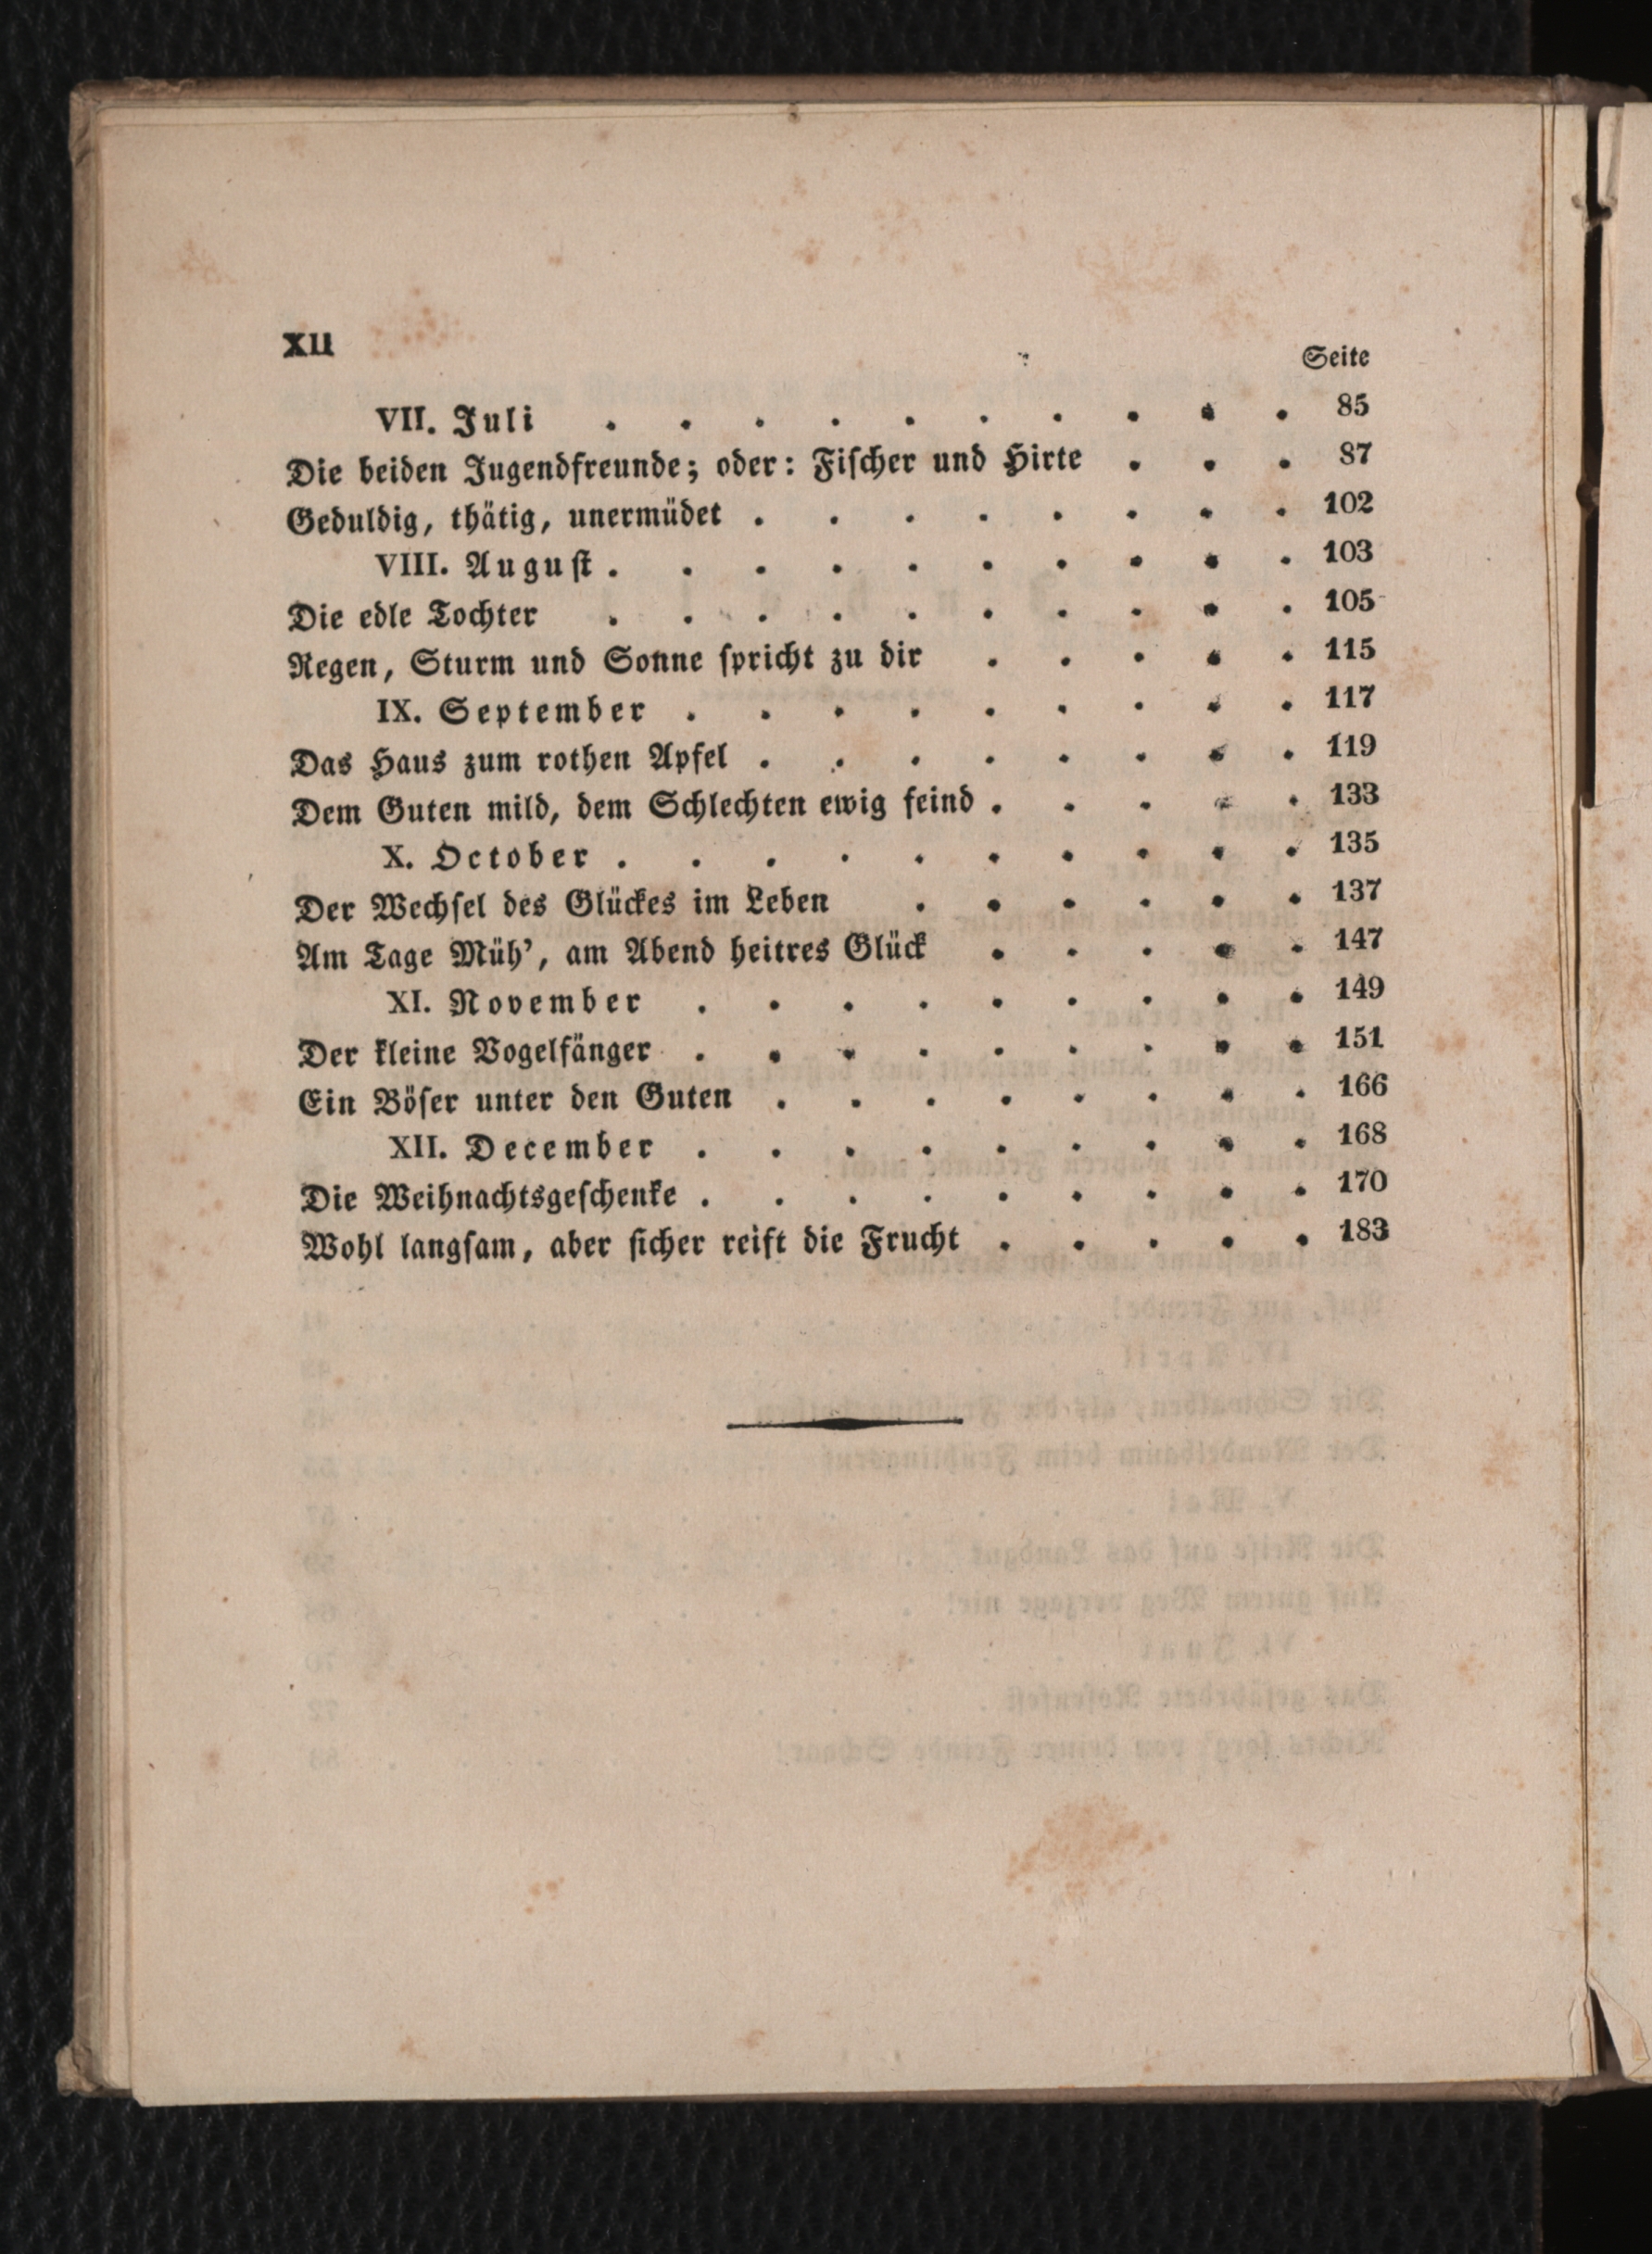 XII
Seite
VII. Juli . . . . . . . . . . 85
Die beiden Jugendfreunde; oder: Fiſcher und Hirte . . . 87
Geduldig, thätig, unermüdet . . . . . . . . 102
VIII. Auguſt . . . . . . . . . . 103
Die edle Tochter . . . . . . . . . . 105
Regen, Sturm und Sonne ſpricht zu dir . . . . . 115
IX. September . . . . . . . . . 117
Das Haus zum rothen Apfel . . . . . . . . 119
Dem Guten mild, dem Schlechten ewig feind . . . . . 133
X. October . . . . . . . . . . 135
Der Wechſel des Glückes im Leben . . . . . . 137
Am Tage Müh’, am Abend heitres Glück . . . . . 147
XI. November . . . . . . . . . 149
Der kleine Vogelfänger . . . . . . . . . 151
Ein Böſer unter den Guten . . . . . . . . 166
XII. December . . . . . . . . . 168
Die Weihnachtsgeſchenke . . . . . . . . . 170
Wohl langſam, aber ſicher reift die Frucht . . . . . 183